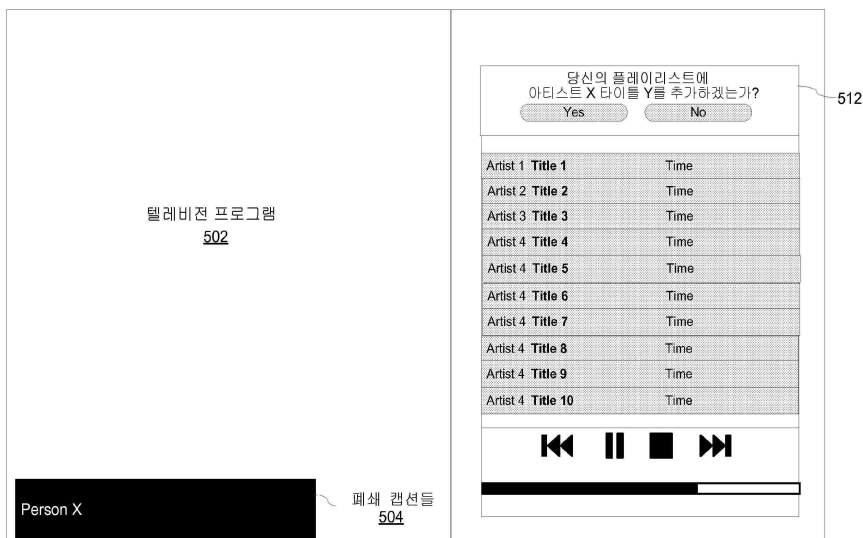 텔레비전 프로그램
502
Person X
폐쇄 캡션들
504
당신의 플레이리스트에
아티스트 X 타이틀 Y를 추가하겠는가?
Yes No
512
Artist 1 Title 1 Time
Artist 2 Title 2 Time
Artist 3 Title 3 Time
Artist 4 Title 4 Time
Artist 4 Title 5 Time
Artist 4 Title 6 Time
Artist 4 Title 7 Time
Artist 4 Title 8 Time
Artist 4 Title 9 Time
Artist 4 Title 10 Time